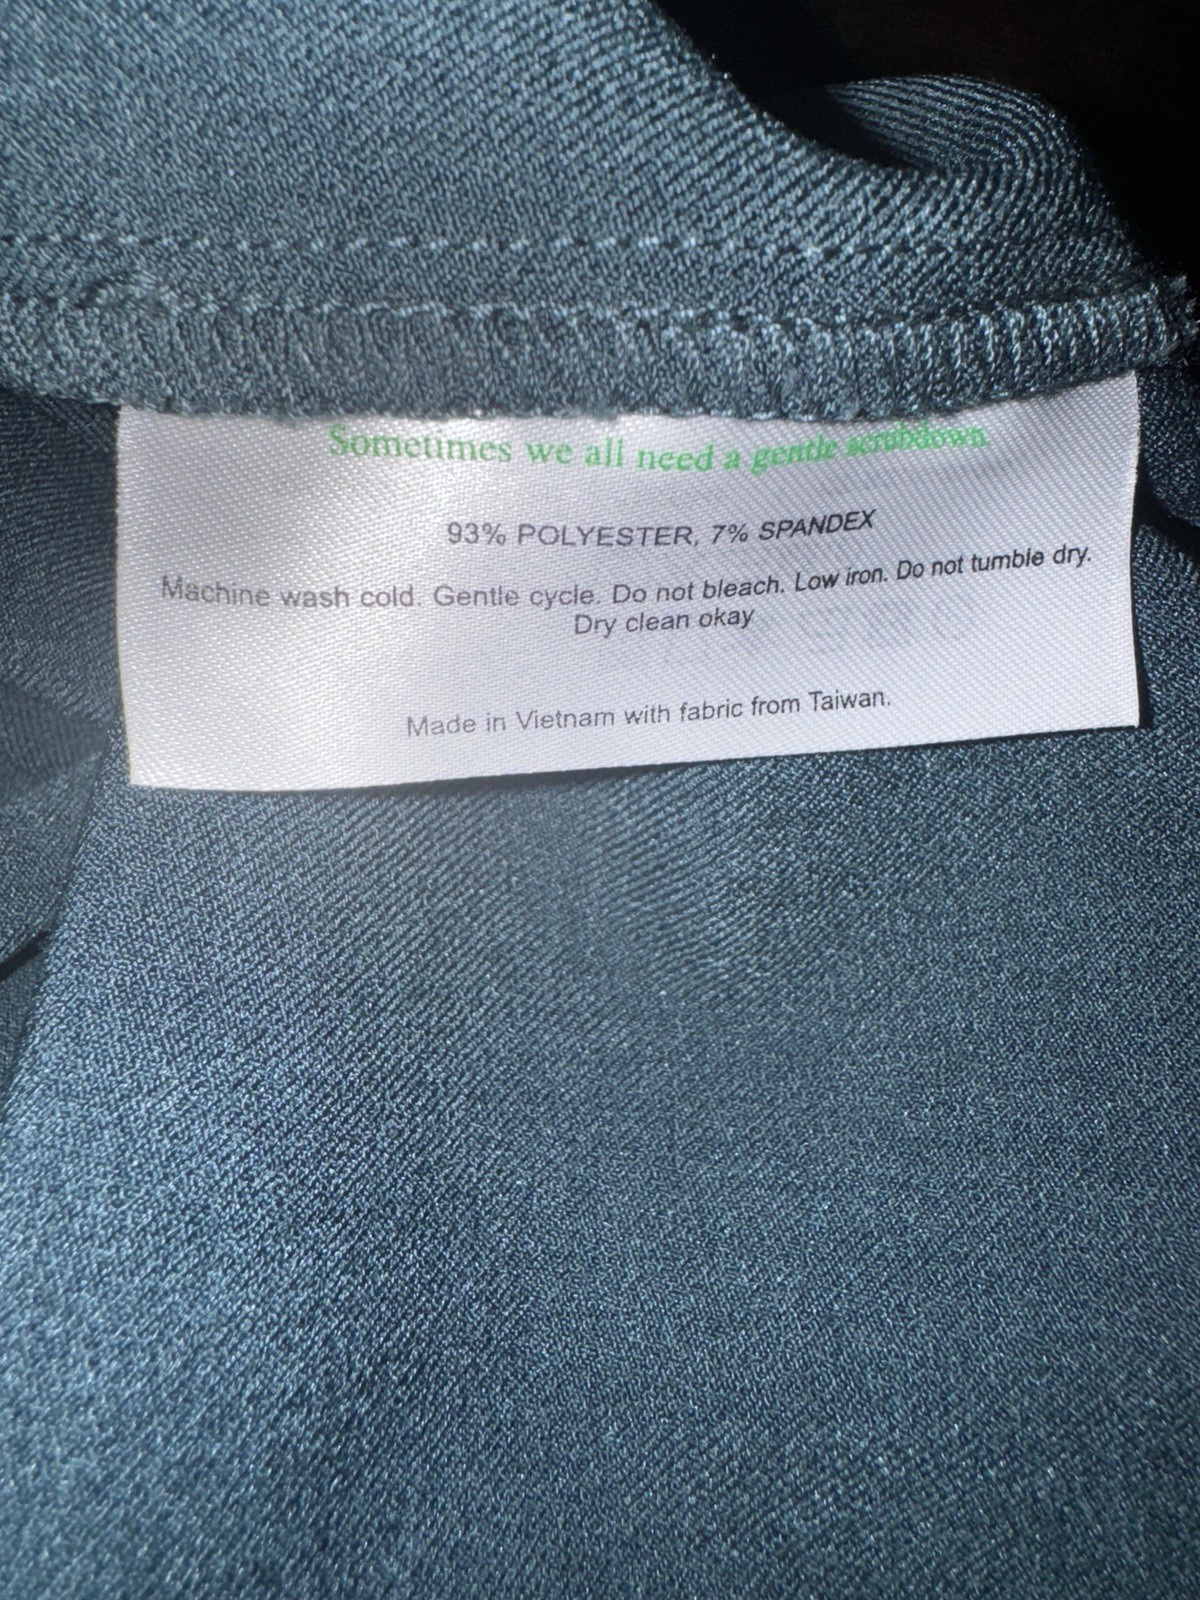 Sometimes we all need a gentle scrubdown.
93% POLYESTER, 7% SPANDEX
Machine wash cold. Gentle cycle. Do not bleach. Low iron. Do not tumble dry.
Dry clean okay
Made in Vietnam with fabric from Taiwan.